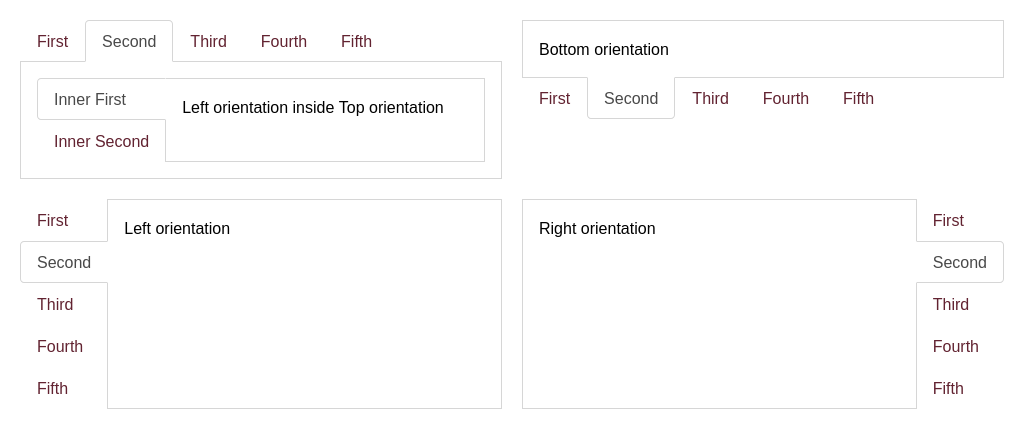 First Second Third Fourth Fifth
Inner First
Left orientation inside Top orientation
Inner Second
Bottom orientation
First Second Third Fourth Fifth
First
Second
Third
Fourth
Fifth
Left orientation
Right orientation
First
Second
Third
Fourth
Fifth